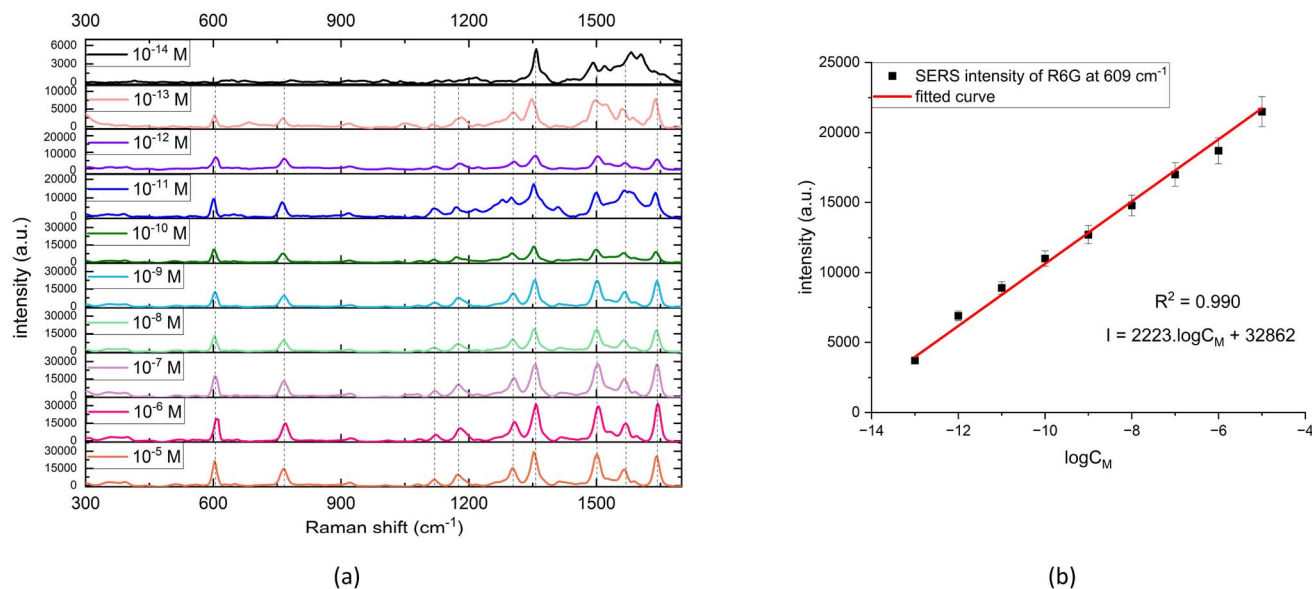 300 600 900 1200 1500
6000
3000
0
10⁻¹⁴ M
10000
5000
0
10⁻¹³ M
20000
10000
0
10⁻¹² M
20000
10000
0
10⁻¹¹ M
30000
15000
0
10⁻¹⁰ M
30000
15000
0
10⁻⁹ M
30000
15000
0
10⁻⁸ M
30000
15000
0
10⁻⁷ M
30000
15000
0
10⁻⁶ M
30000
15000
0
10⁻⁵ M
intensity (a.u.)
300 600 900 1200 1500
Raman shift (cm⁻¹)
(a)
25000
20000
15000
10000
5000
0
intensity (a.u.)
SERS intensity of R6G at 609 cm⁻¹
fitted curve
R² = 0.990
I = 2223.logC_M + 32862
−14 −12 −10 −8 −6 −4
logC_M
(b)